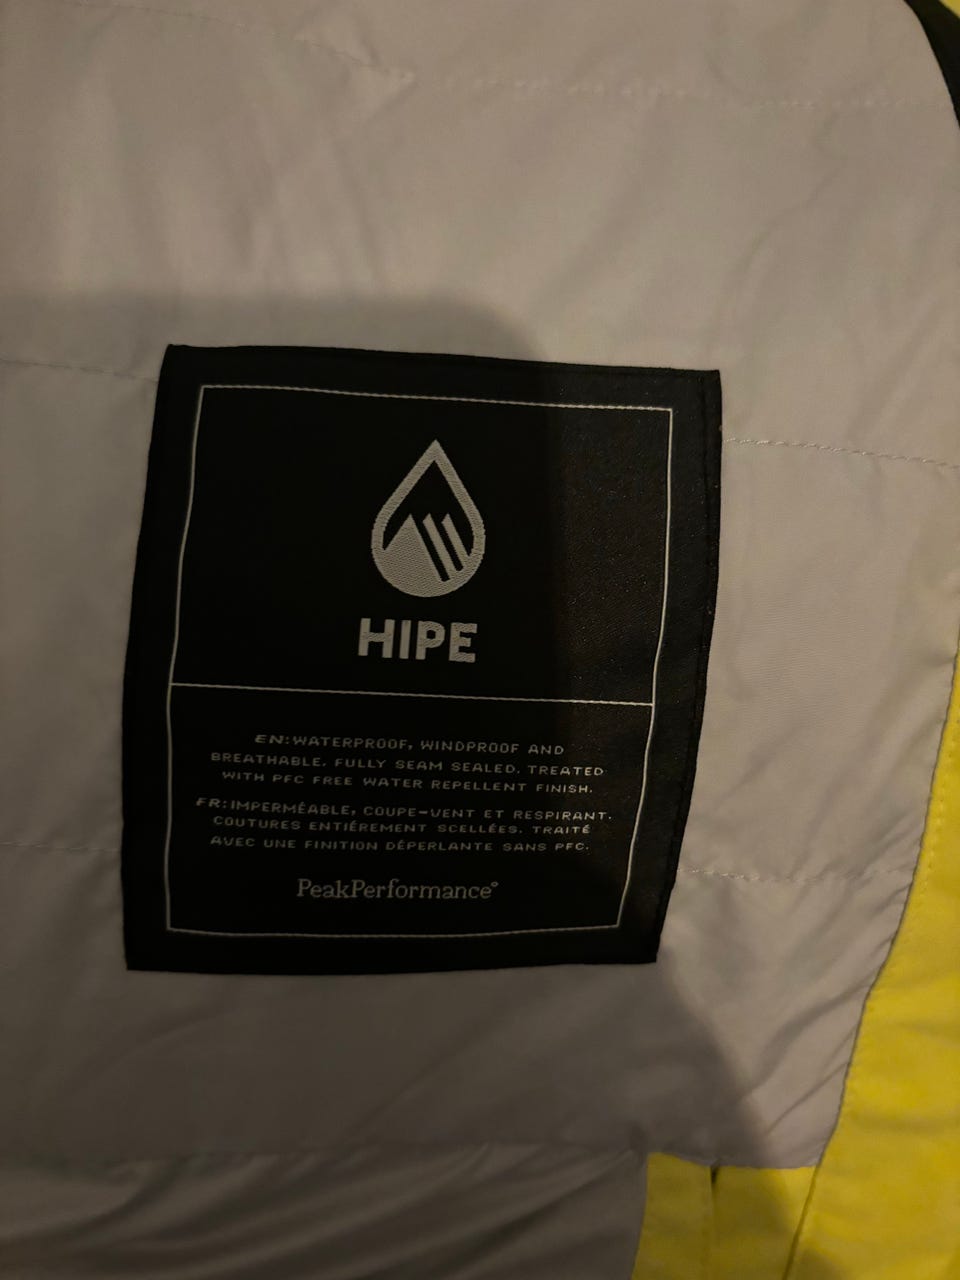 HIPE
EN:WATERPROOF, WINDPROOF AND
BREATHABLE. FULLY SEAM SEALED. TREATED
WITH PFC FREE WATER REPELLENT FINISH.
FR:IMPERMÉABLE, COUPE-VENT ET RESPIRANT.
COUTURES ENTIÉREMENT SCELLÉES. TRAITÉ
AVEC UNE FINITION DÉPERLANTE SANS PFC.
PeakPerformance®